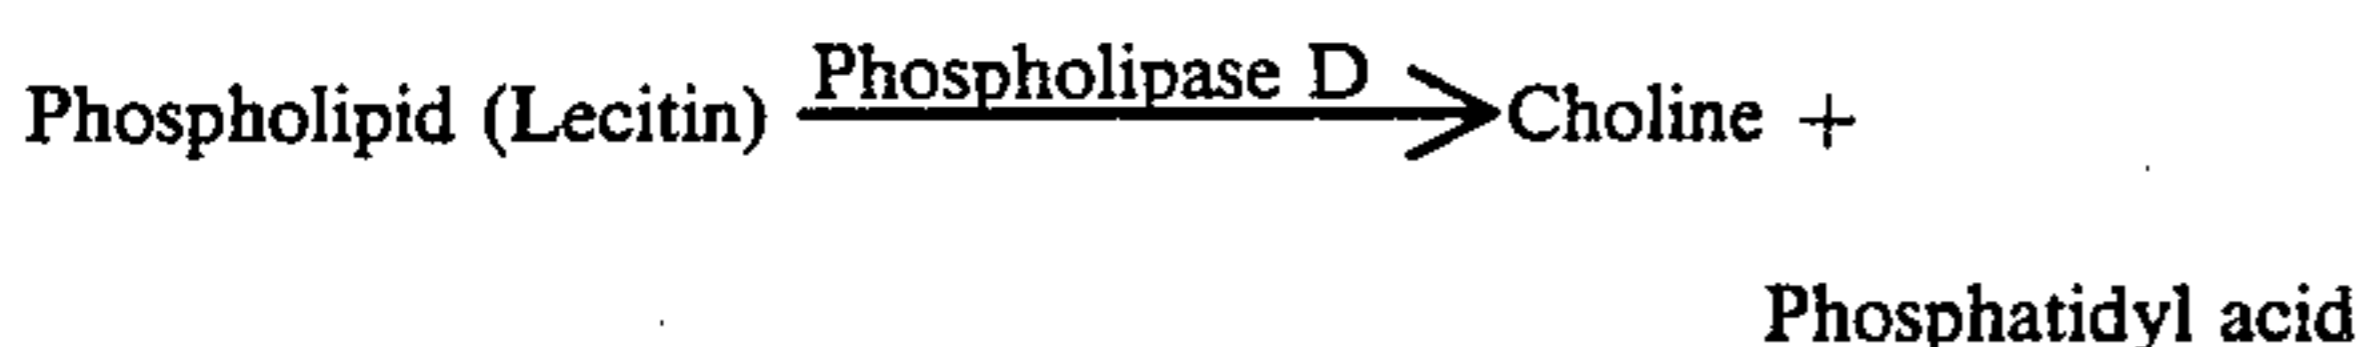 Phospholipase D
Phospholipid (Lecitin) Choline +
Phosphatidyl acid